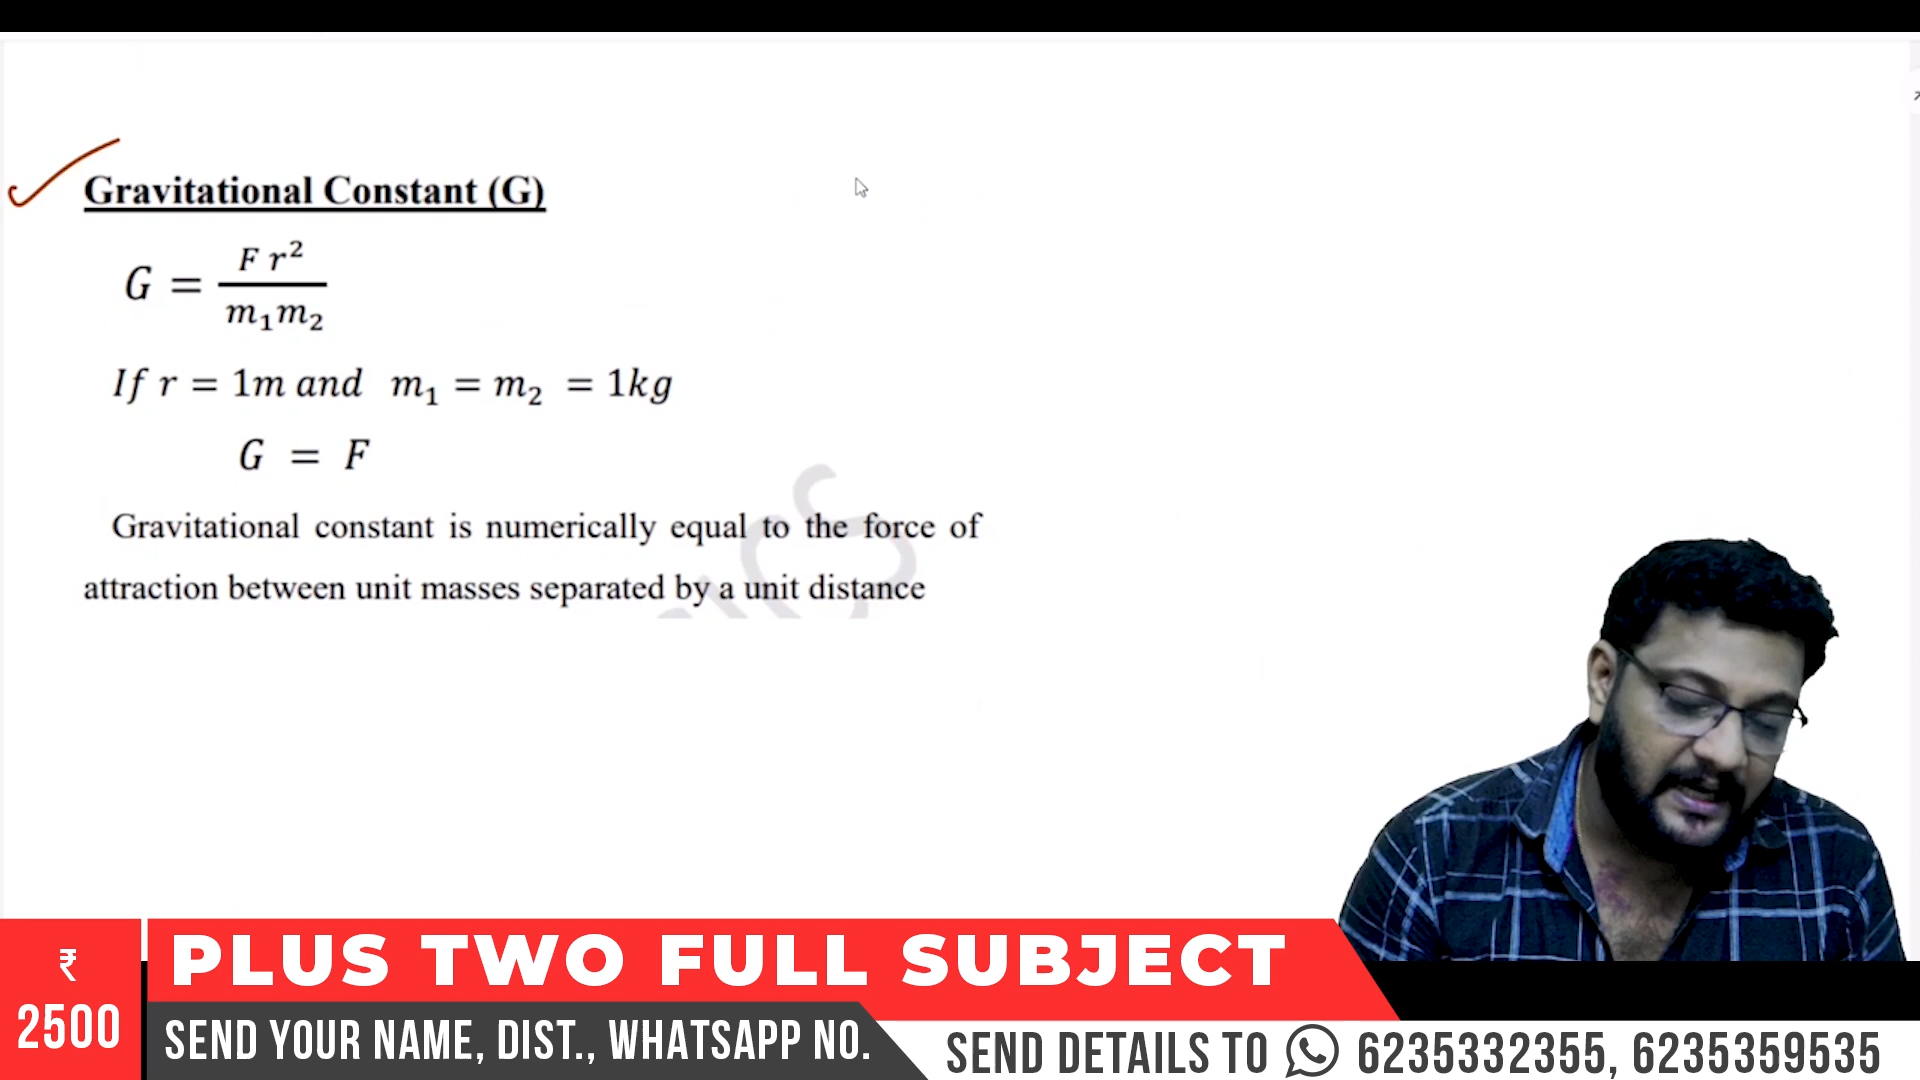 Gravitational Constant (G)
G = F r² / m₁m₂
If r = 1m and m₁ = m₂ = 1kg
G = F
Gravitational constant is numerically equal to the force of
attraction between unit masses separated by a unit distance
₹
2500
PLUS TWO FULL SUBJECT
SEND YOUR NAME, DIST., WHATSAPP NO.
SEND DETAILS TO 6235332355, 6235359535